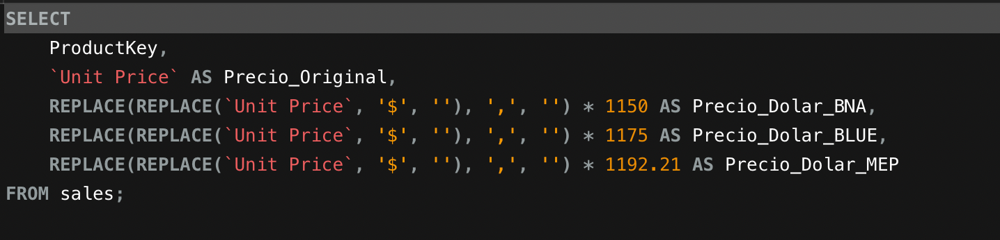 SELECT
    ProductKey,
    `Unit Price` AS Precio_Original,
    REPLACE(REPLACE(`Unit Price`, '$', ''), ',', '') * 1150 AS Precio_Dolar_BNA,
    REPLACE(REPLACE(`Unit Price`, '$', ''), ',', '') * 1175 AS Precio_Dolar_BLUE,
    REPLACE(REPLACE(`Unit Price`, '$', ''), ',', '') * 1192.21 AS Precio_Dolar_MEP
FROM sales;